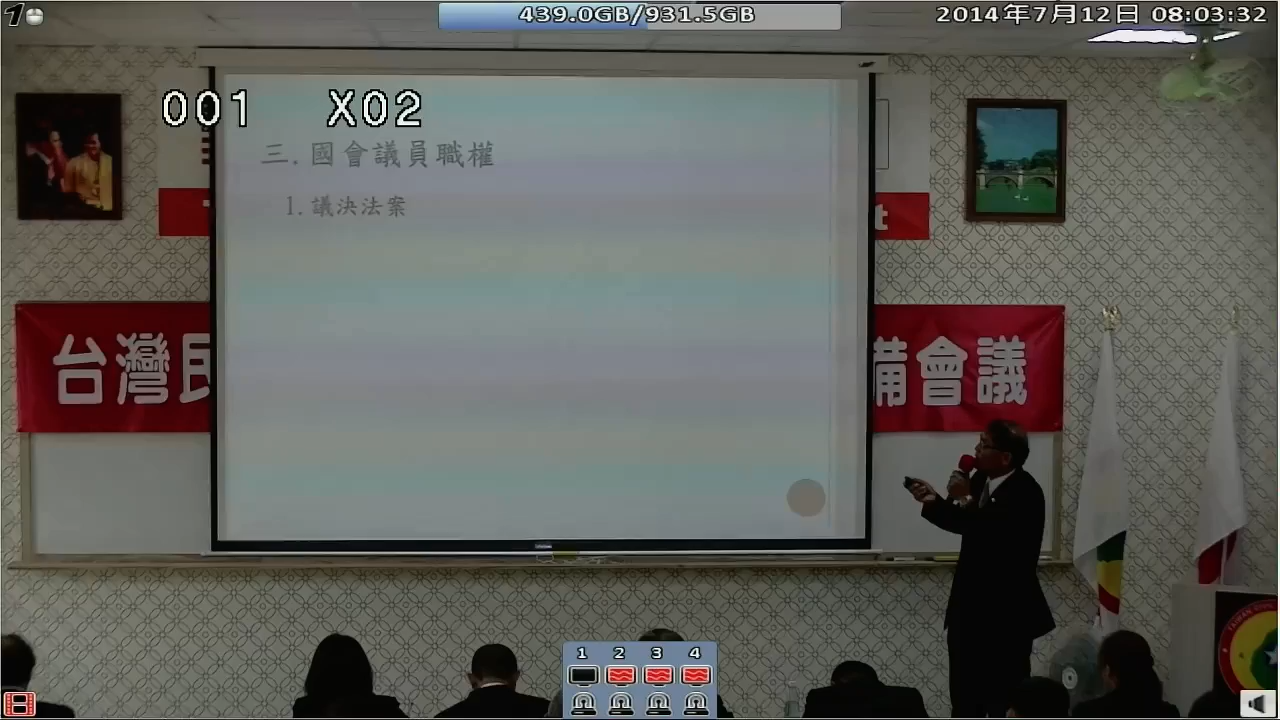 1
439.0GB/931.5GB
2014年7月12日 08:03:32
001 X02
三.國會議員職權
1.議決法案
t
台灣民
備會議
1 2 3 4